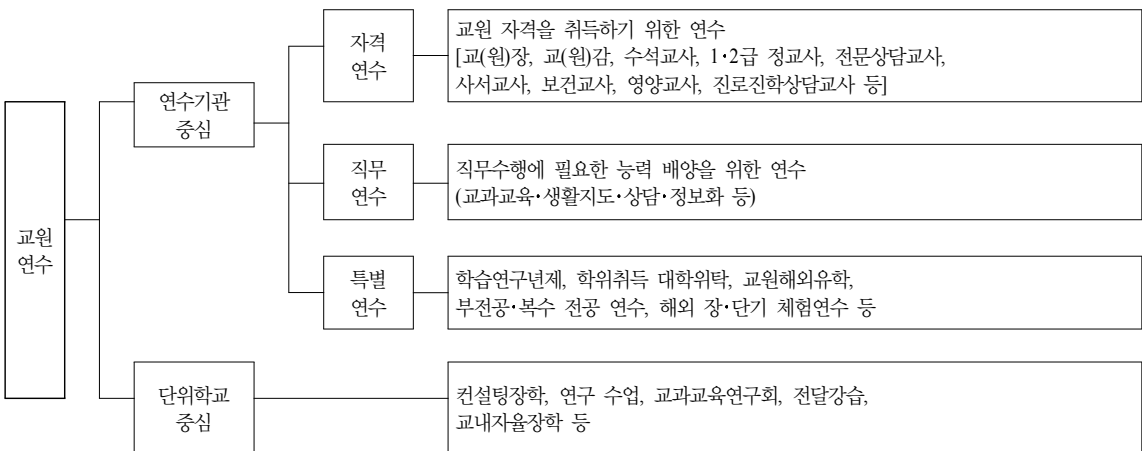 교원
연수
연수기관
중심
자격
연수
교원 자격을 취득하기 위한 연수
[교(원)장, 교(원)감, 수석교사, 1·2급 정교사, 전문상담교사,
사서교사, 보건교사, 영양교사, 진로진학상담교사 등]
직무
연수
직무수행에 필요한 능력 배양을 위한 연수
(교과교육·생활지도·상담·정보화 등)
특별
연수
학습연구년제, 학위취득 대학위탁, 교원해외유학,
부전공·복수 전공 연수, 해외 장·단기 체험연수 등
단위학교
중심
컨설팅장학, 연구 수업, 교과교육연구회, 전달강습,
교내자율장학 등